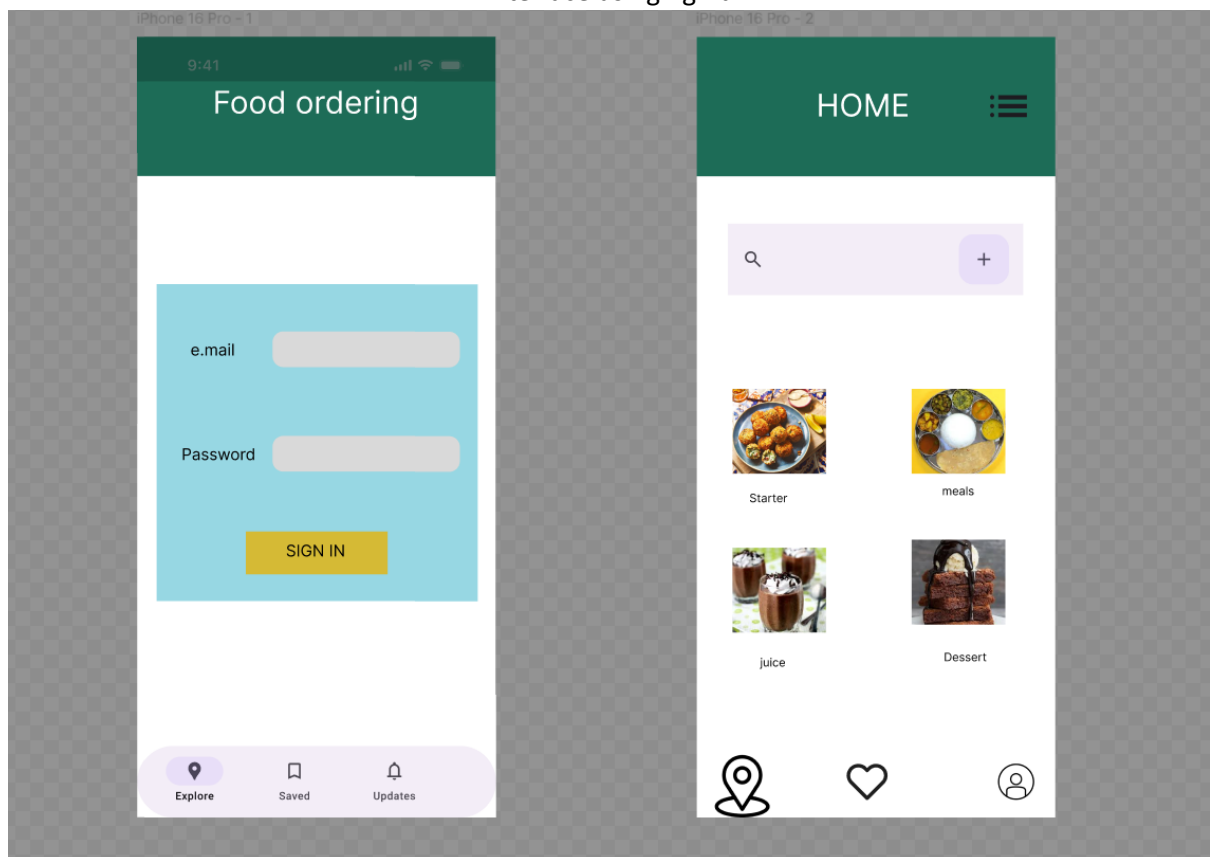 iPhone 16 Pro - 1
9:41
Food ordering
e.mail
Password
SIGN IN
Explore Saved Updates
iPhone 16 Pro - 2
HOME
Starter
meals
juice
Dessert